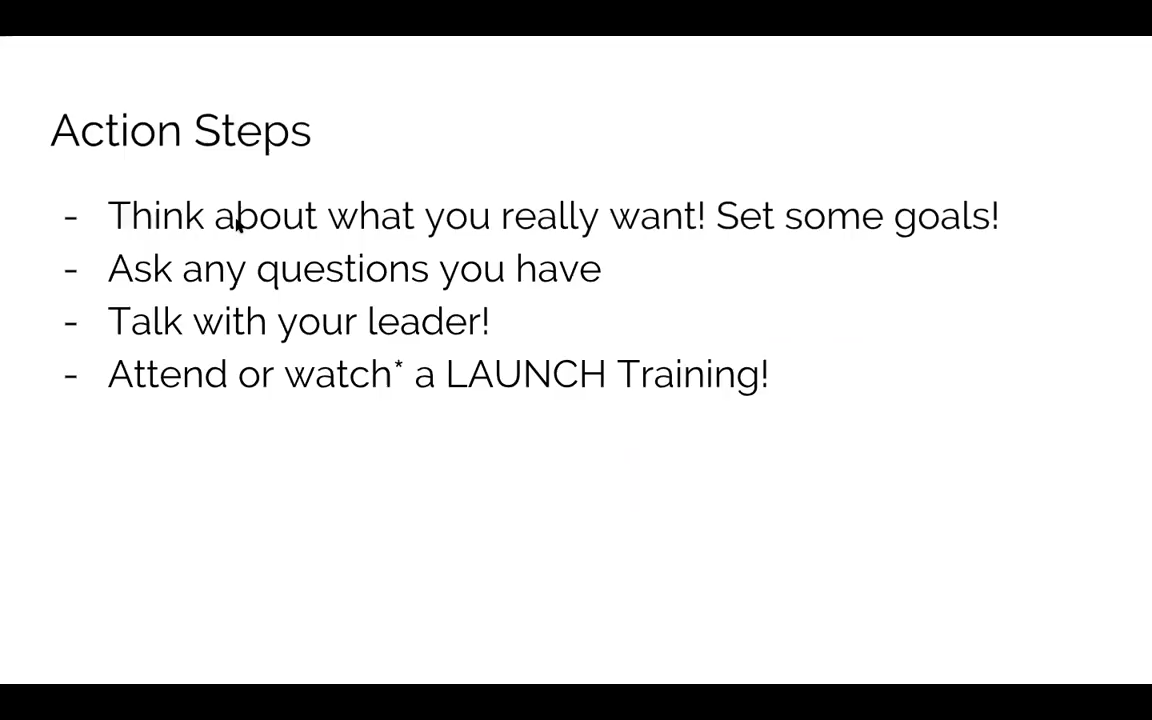 Action Steps
- Think about what you really want! Set some goals!
- Ask any questions you have
- Talk with your leader!
- Attend or watch* a LAUNCH Training!